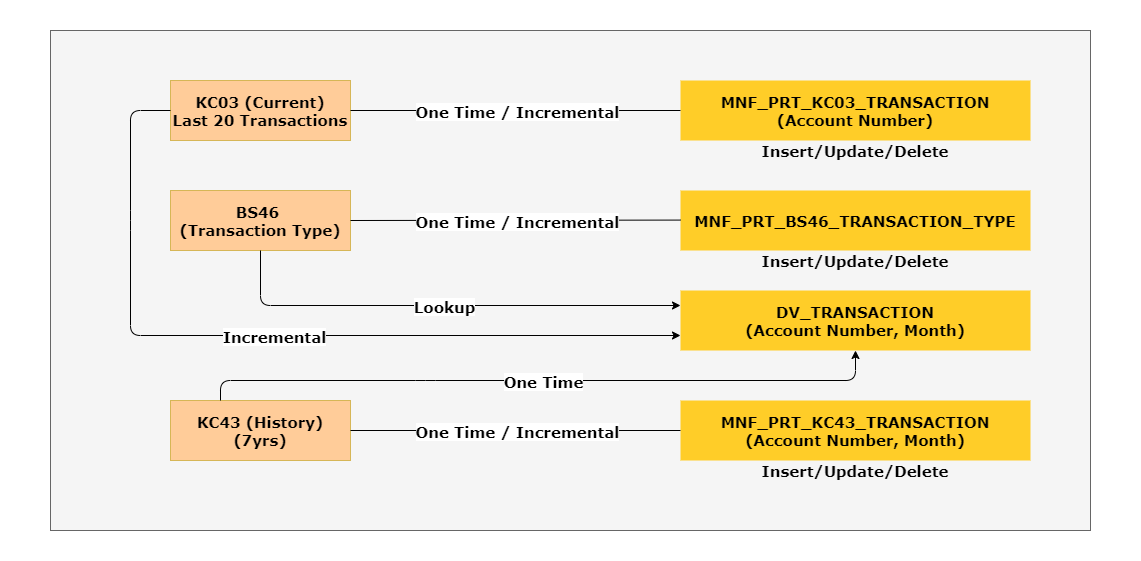 KC03 (Current)
Last 20 Transactions
One Time / Incremental
MNF_PRT_KC03_TRANSACTION
(Account Number)
Insert/Update/Delete
BS46
(Transaction Type)
One Time / Incremental
MNF_PRT_BS46_TRANSACTION_TYPE
Insert/Update/Delete
Lookup
DV_TRANSACTION
(Account Number, Month)
Incremental
One Time
KC43 (History)
(7yrs)
One Time / Incremental
MNF_PRT_KC43_TRANSACTION
(Account Number, Month)
Insert/Update/Delete